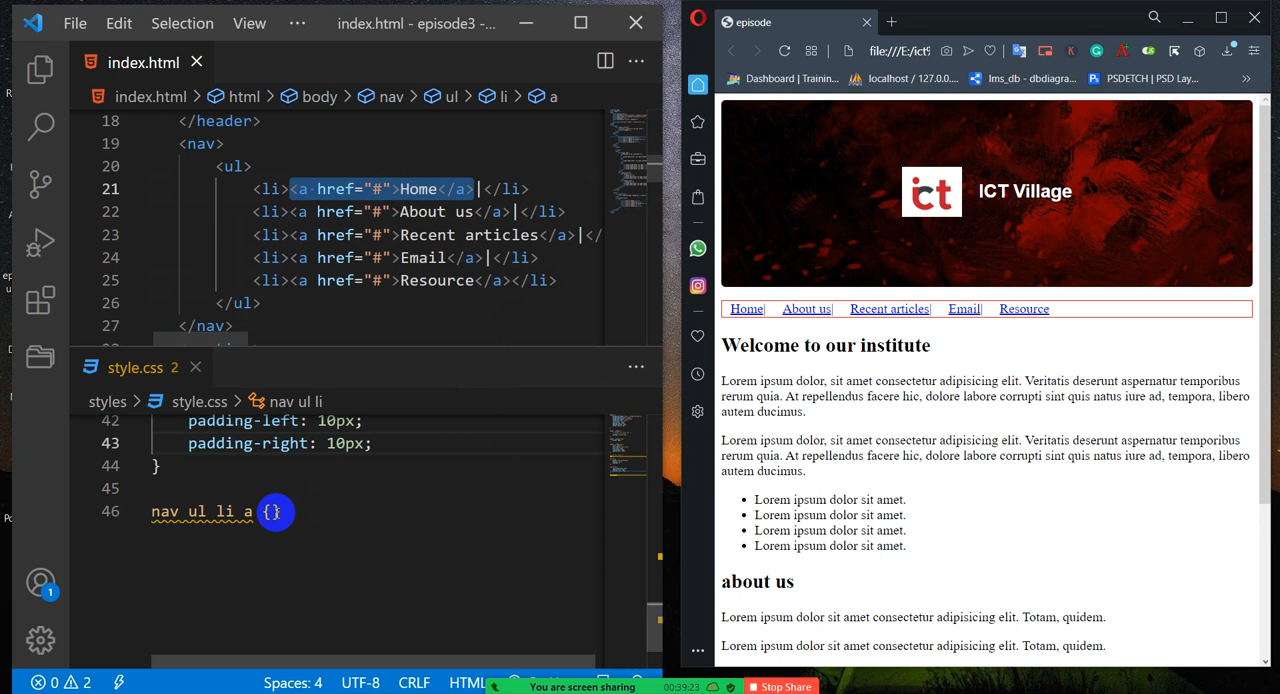 File Edit Selection View ··· index.html - episode3 -...
index.html
index.html > html > body > nav > ul > li > a
18 </header>
19 <nav>
20 <ul>
21 <li><a href="#">Home</a>|</li>
22 <li><a href="#">About us</a>|</li>
23 <li><a href="#">Recent articles</a>|</
24 <li><a href="#">Email</a>|</li>
25 <li><a href="#">Resource</a></li>
26 </ul>
27 </nav>
style.css 2
styles > style.css > nav ul li
42 padding-left: 10px;
43 padding-right: 10px;
44 }
45
46 nav ul li a {}
1
0 2 Spaces: 4 UTF-8 CRLF HTML
You are screen sharing 00:39:23 Stop Share
episode
file:///E:/ict
Dashboard | Trainin... localhost / 127.0.0.... lms_db - dbdiagra... PSDETCH | PSD Lay...
ict ICT Village
Home| About us| Recent articles| Email| Resource
Welcome to our institute
Lorem ipsum dolor, sit amet consectetur adipisicing elit. Veritatis deserunt aspernatur temporibus
rerum quia. At repellendus facere hic, dolore labore corrupti sint quis natus iure ad, tempora, libero
autem ducimus.
Lorem ipsum dolor, sit amet consectetur adipisicing elit. Veritatis deserunt aspernatur temporibus
rerum quia. At repellendus facere hic, dolore labore corrupti sint quis natus iure ad, tempora, libero
autem ducimus.
• Lorem ipsum dolor sit amet.
• Lorem ipsum dolor sit amet.
• Lorem ipsum dolor sit amet.
• Lorem ipsum dolor sit amet.
about us
Lorem ipsum dolor sit amet consectetur adipisicing elit. Totam, quidem.
Lorem ipsum dolor sit amet consectetur adipisicing elit. Totam, quidem.